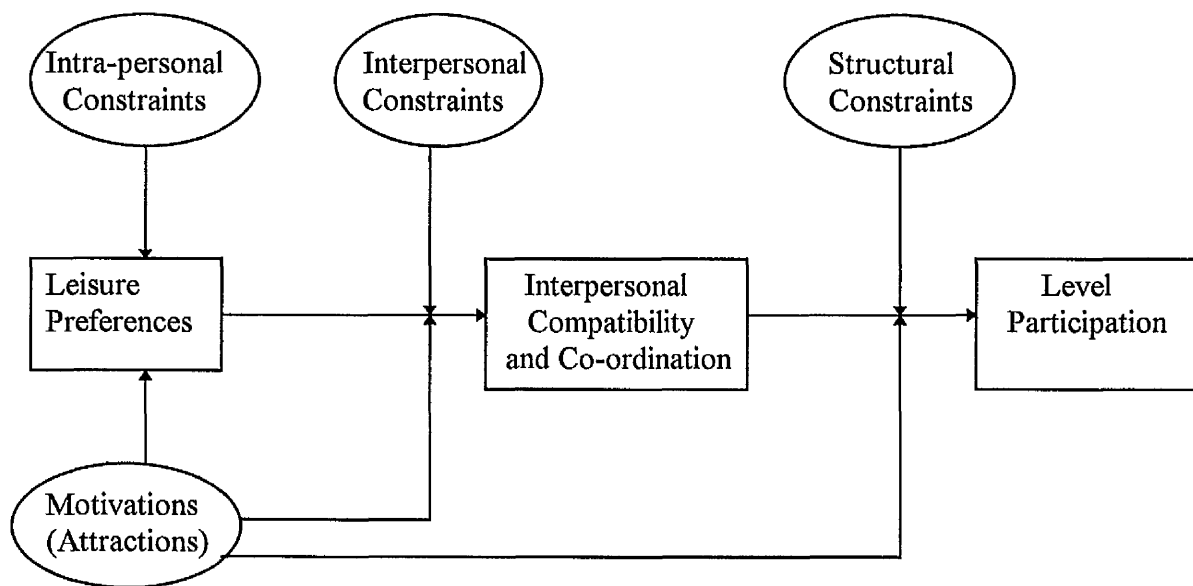 Intra-personal
Constraints
Interpersonal
Constraints
Structural
Constraints
Leisure
Preferences
Interpersonal
Compatibility
and Co-ordination
Level
Participation
Motivations
(Attractions)